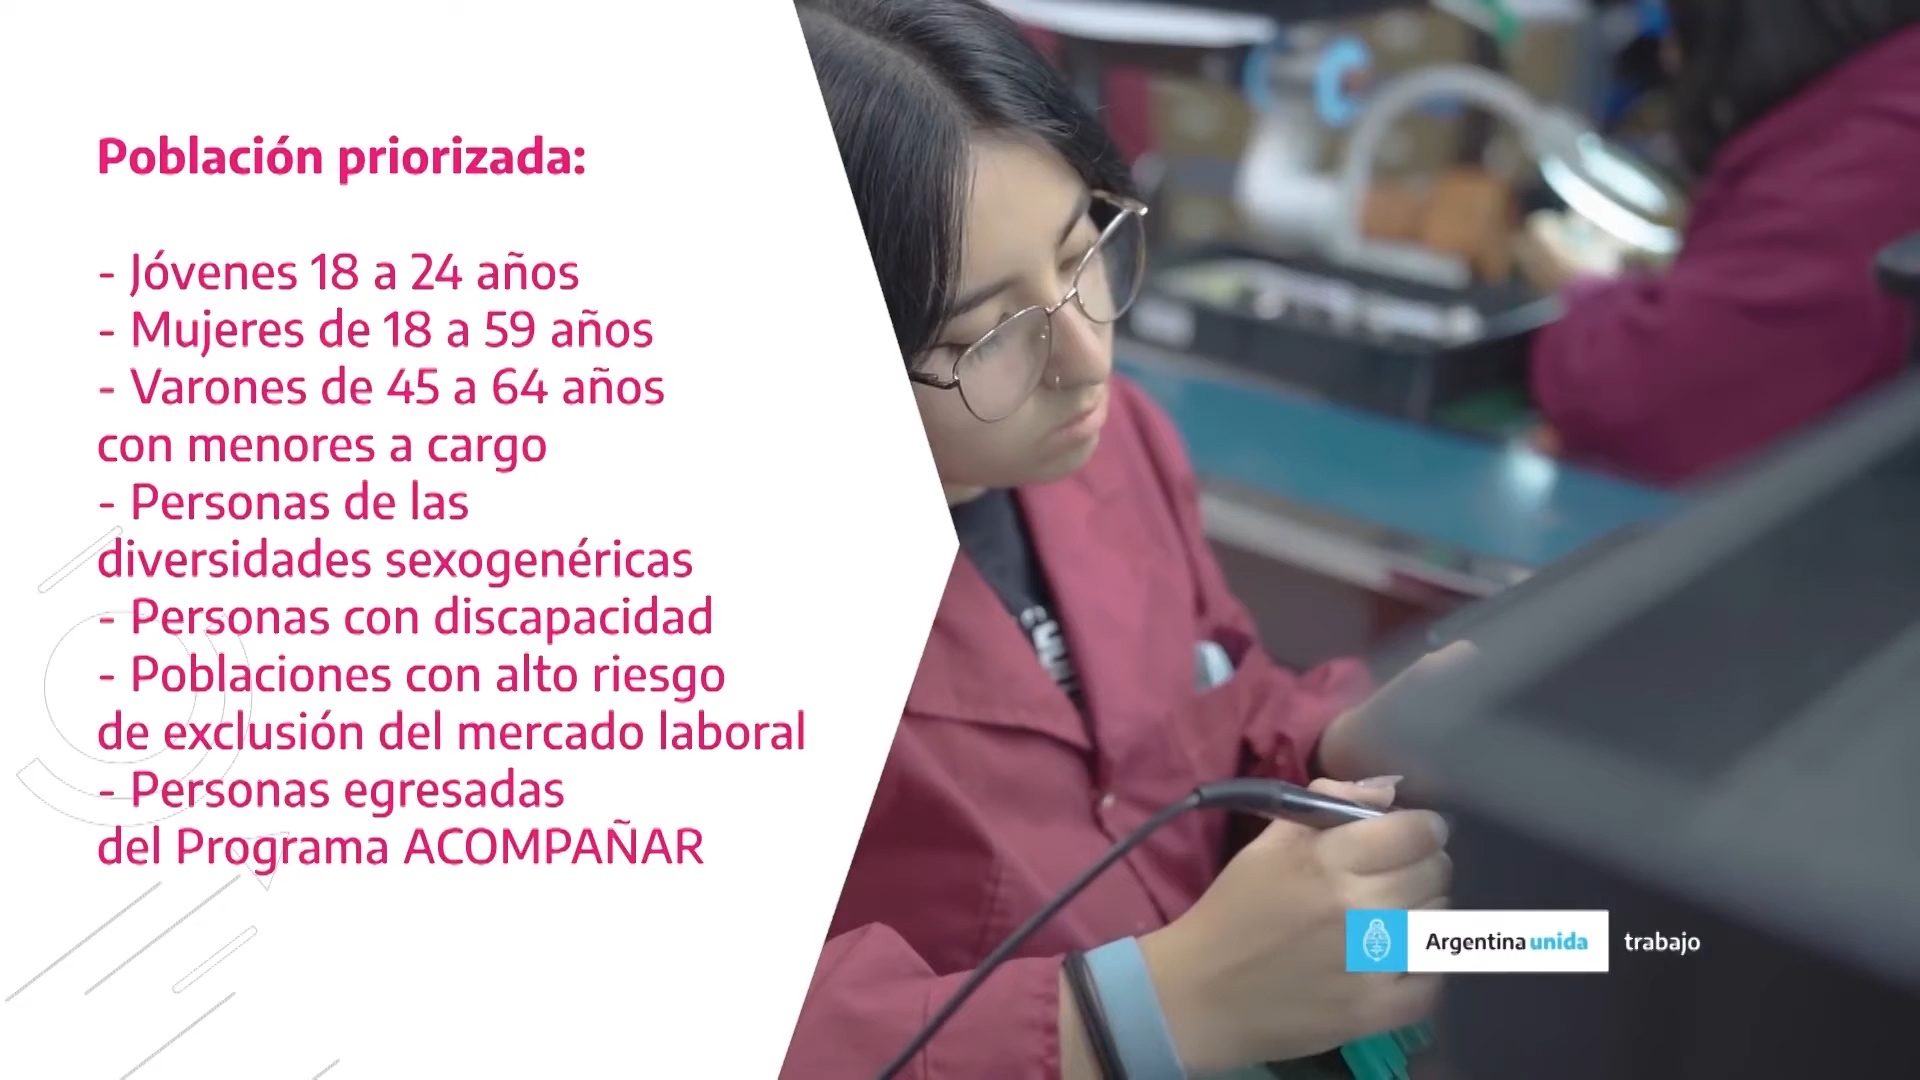 Población priorizada:
- Jóvenes 18 a 24 años
- Mujeres de 18 a 59 años
- Varones de 45 a 64 años
con menores a cargo
- Personas de las
diversidades sexogenéricas
- Personas con discapacidad
- Poblaciones con alto riesgo
de exclusión del mercado laboral
- Personas egresadas
del Programa ACOMPAÑAR
Argentina unida trabajo